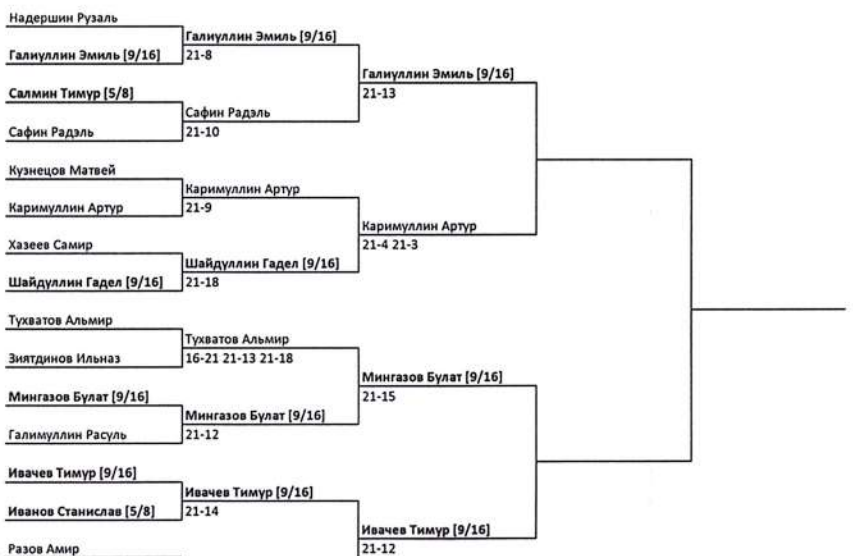 Надершин Рузаль
Галиуллин Эмиль [9/16]
Галиуллин Эмиль [9/16]
21-8
Галиуллин Эмиль [9/16]
21-13
Салмин Тимур [5/8]
Сафин Радэль
Сафин Радэль
21-10
Кузнецов Матвей
Каримуллин Артур
Каримуллин Артур
21-9
Каримуллин Артур
21-4 21-3
Хазеев Самир
Шайдуллин Гадел [9/16]
Шайдуллин Гадел [9/16]
21-18
Тухватов Альмир
Тухватов Альмир
Зиятдинов Ильназ
16-21 21-13 21-18
Мингазов Булат [9/16]
21-15
Мингазов Булат [9/16]
Мингазов Булат [9/16]
Галимуллин Расуль
21-12
Ивачев Тимур [9/16]
Ивачев Тимур [9/16]
Иванов Станислав [5/8]
21-14
Ивачев Тимур [9/16]
21-12
Разов Амир